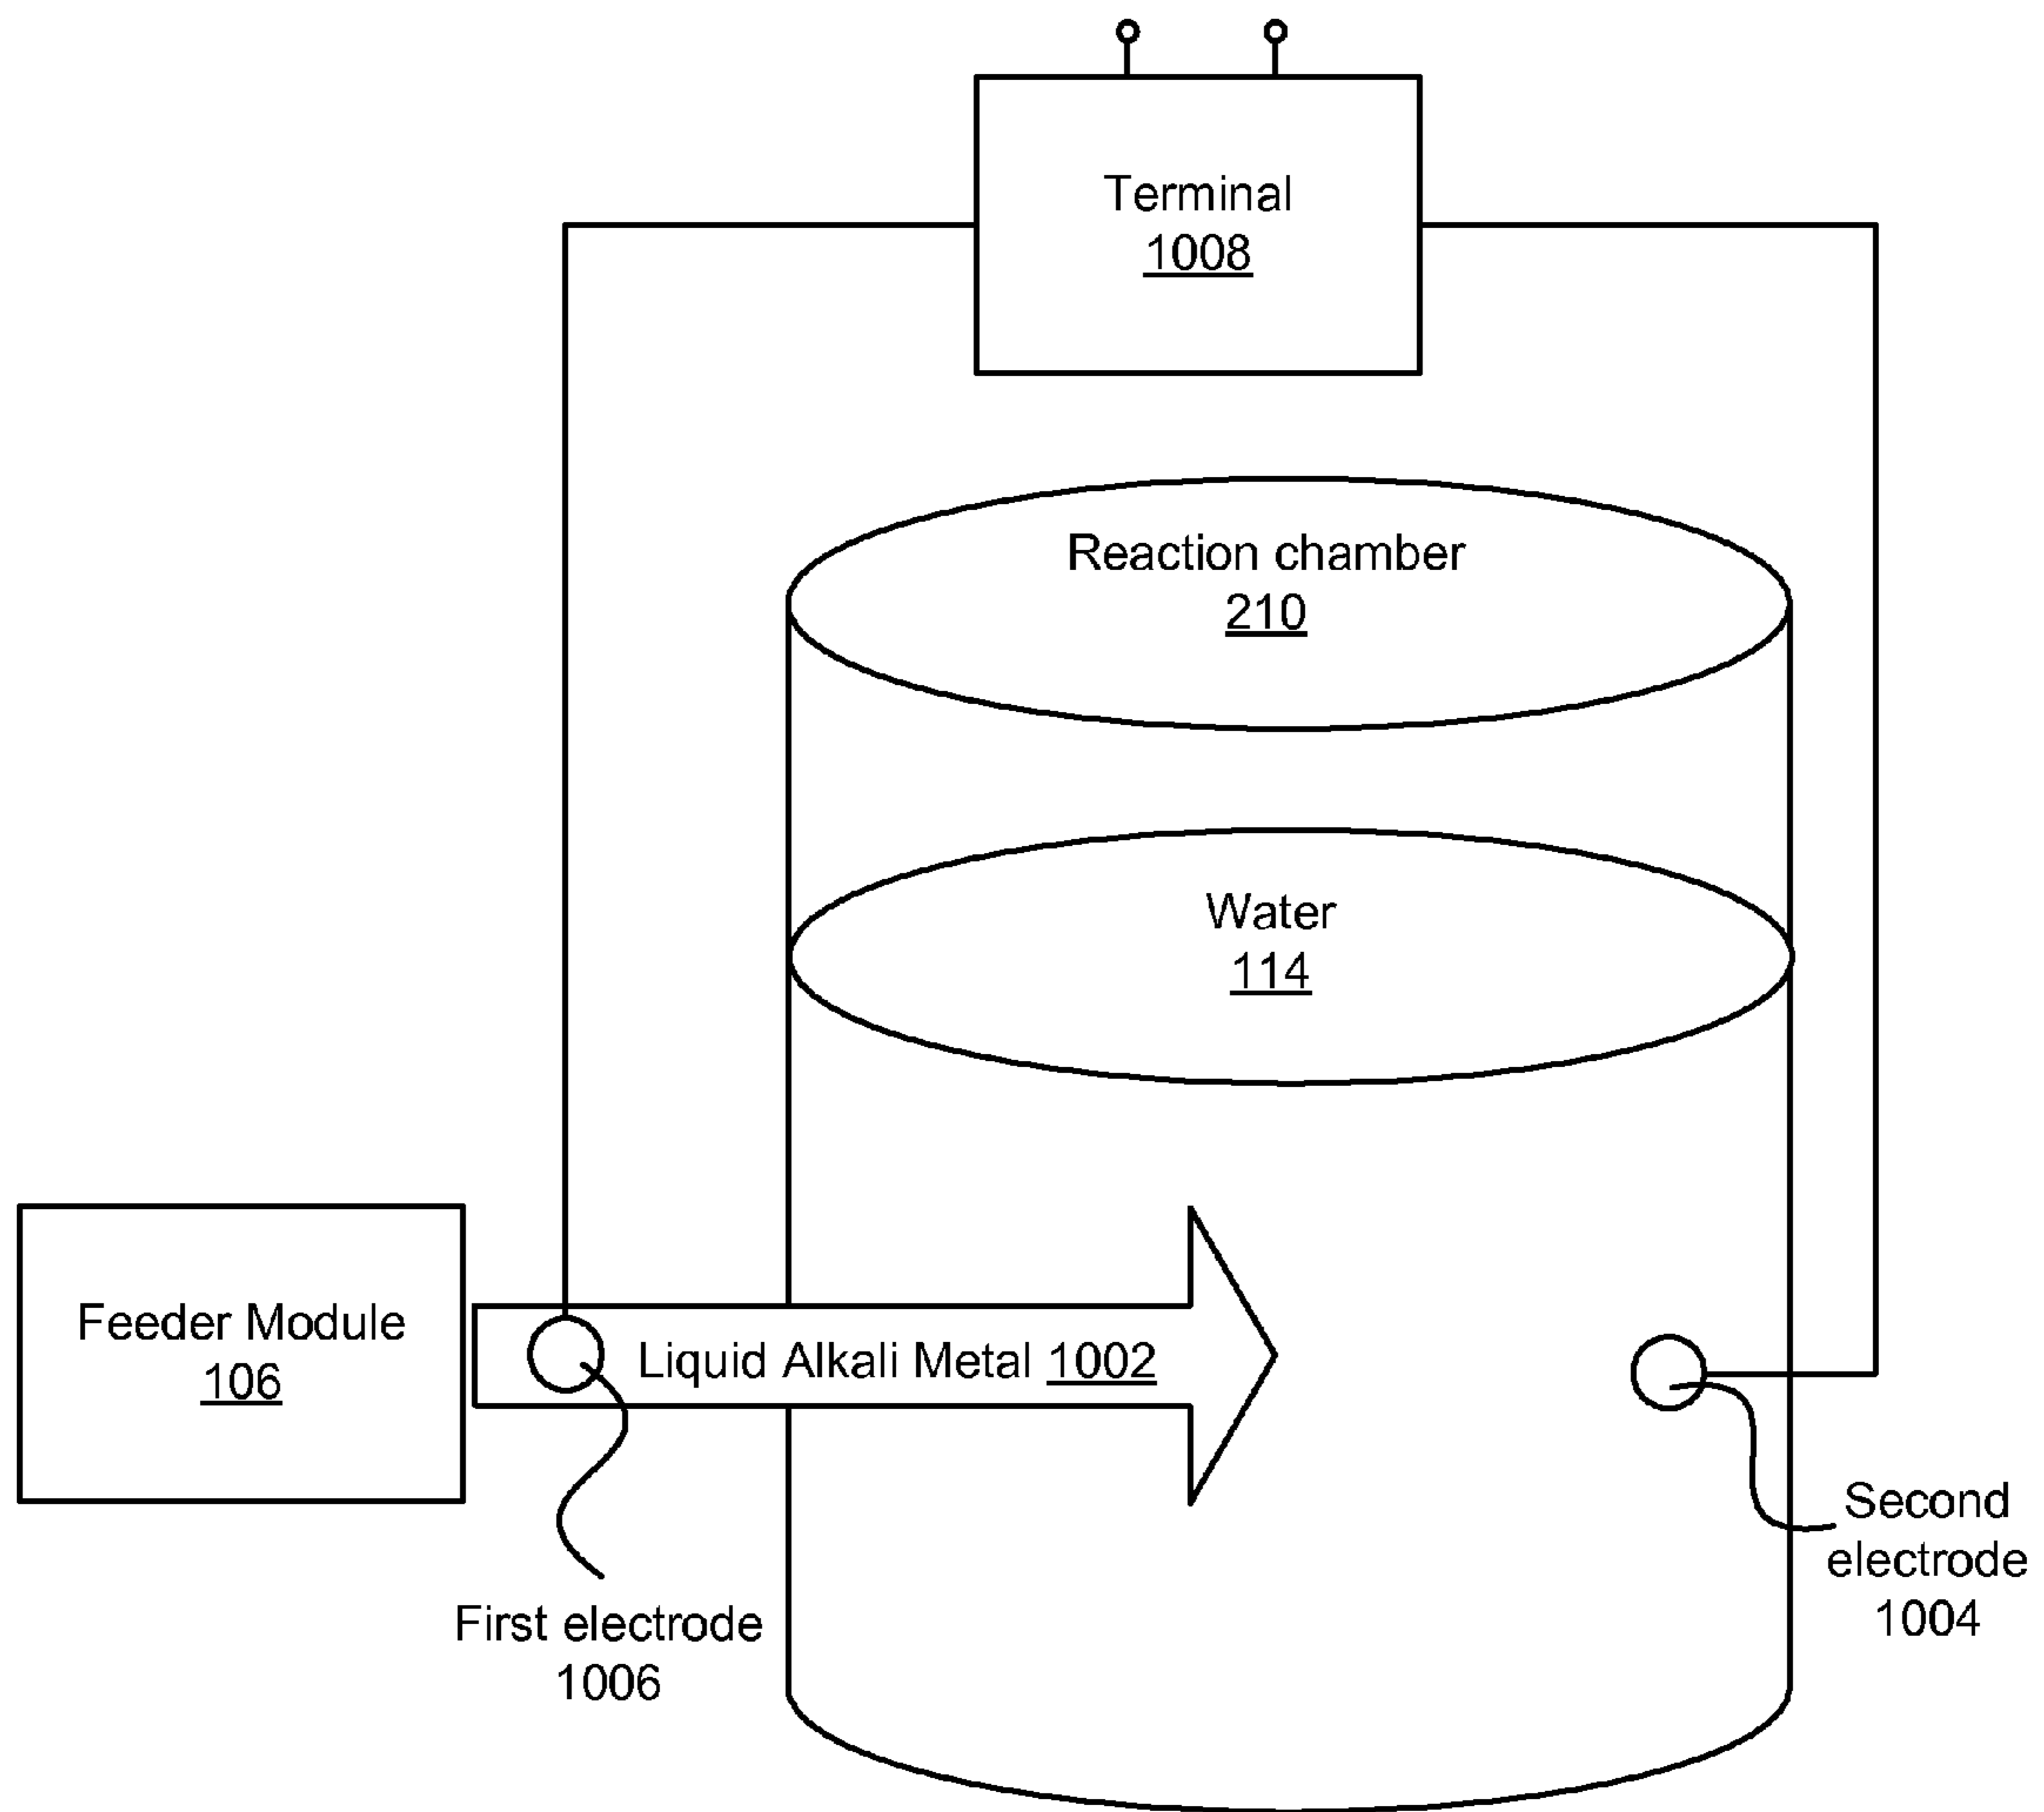 Terminal
1008
Reaction chamber
210
Water
114
Feeder Module
106
Liquid Alkali Metal 1002
First electrode
1006
Second
electrode
1004